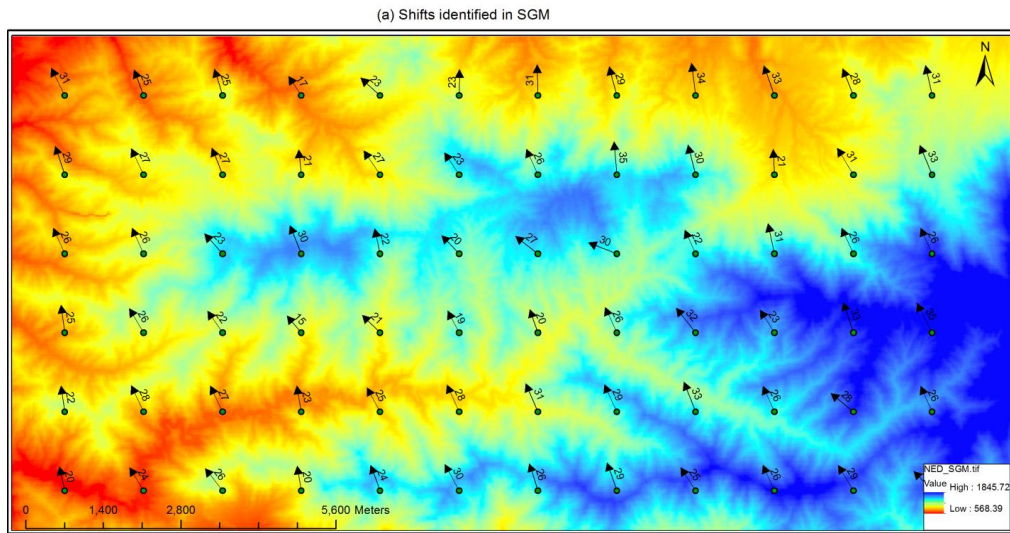 (a) Shifts identified in SGM
N
31 25 25 17 23 23 31 29 34 33 28 31
29 27 27 21 27 23 26 35 30 21 31 33
26 26 23 30 22 20 27 30 22 31 26 26
25 26 22 15 21 19 20 26 32 23 33 35
22 28 27 23 25 28 31 29 33 26 28 26
20 24 26 20 24 30 26 29 25 26 29
NED_SGM.tif
Value
High : 1845.72
Low : 568.39
0 1,400 2,800 5,600 Meters